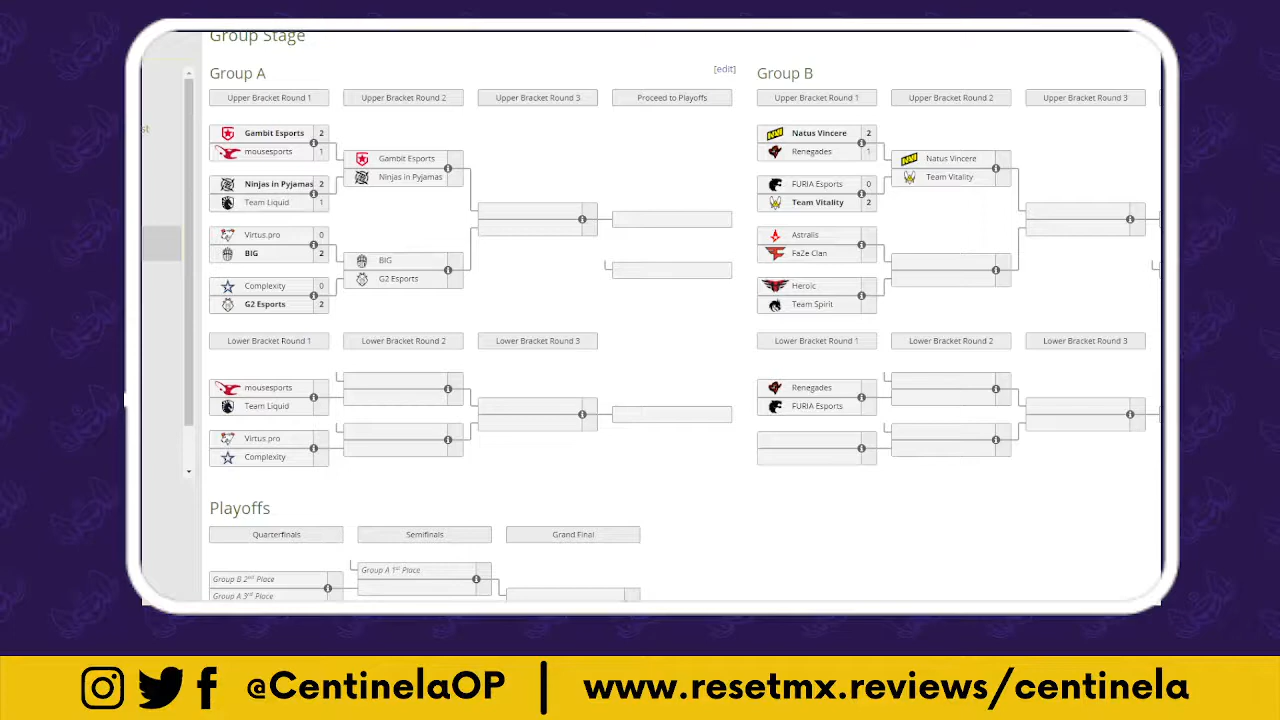 Group Stage
Group A
[edit]
Group B
Upper Bracket Round 1
Upper Bracket Round 2
Upper Bracket Round 3
Proceed to Playoffs
Upper Bracket Round 1
Upper Bracket Round 2
Upper Bracket Round 3
st
Gambit Esports 2
mousesports 1
Ninjas in Pyjamas 2
Team Liquid 1
Virtus.pro 0
BIG 2
Complexity 0
G2 Esports 2
Gambit Esports
Ninjas in Pyjamas
BIG
G2 Esports
Natus Vincere 2
Renegades 1
FURIA Esports 0
Team Vitality 2
Astralis
FaZe Clan
Heroic
Team Spirit
Natus Vincere
Team Vitality
Lower Bracket Round 1
Lower Bracket Round 2
Lower Bracket Round 3
Lower Bracket Round 1
Lower Bracket Round 2
Lower Bracket Round 3
mousesports
Team Liquid
Virtus.pro
Complexity
Renegades
FURIA Esports
Playoffs
Quarterfinals
Semifinals
Grand Final
Group B 2nd Place
Group A 3rd Place
Group A 1st Place
@CentinelaOP | www.resetmx.reviews/centinela